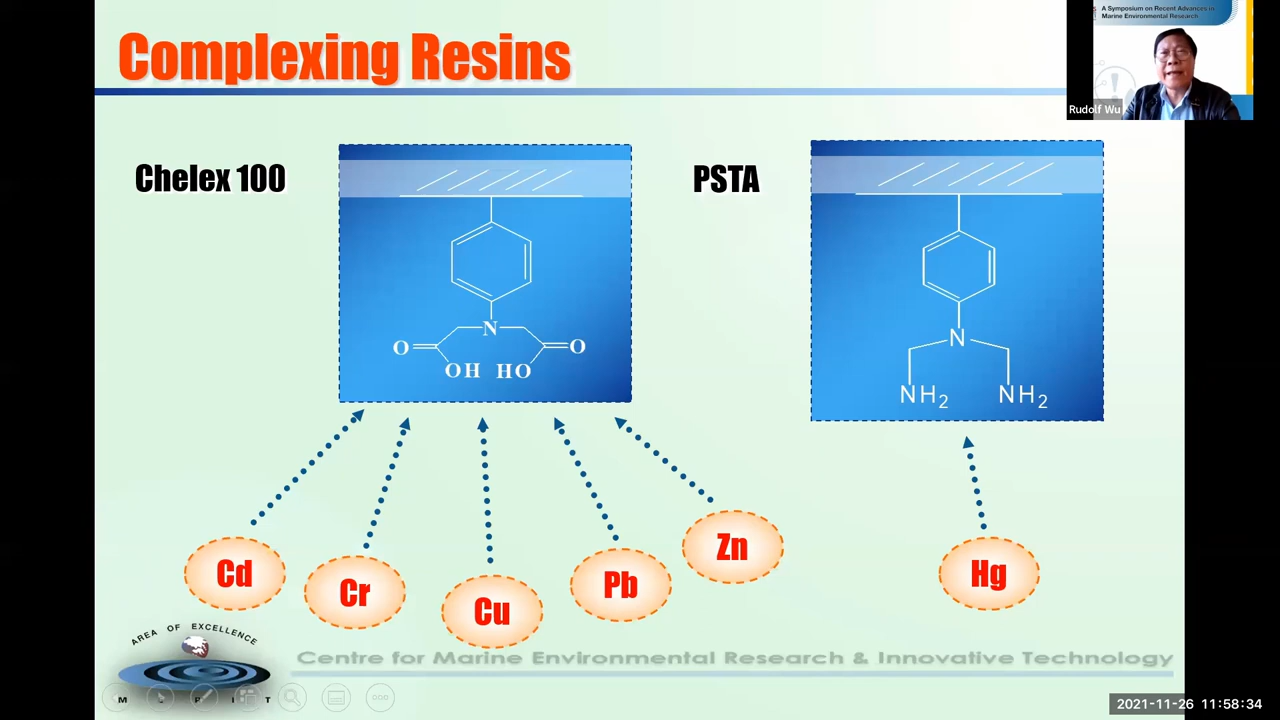 Complexing Resins
A Symposium on Recent Advances in
Marine Environmental Research
Rudolf Wu
Chelex 100
PSTA
N
O
O
OH HO
N
NH2
NH2
Cd
Cr
Cu
Pb
Zn
Hg
AREA OF EXCELLENCE
Centre for Marine Environmental Research & Innovative Technology
2021-11-26 11:58:34